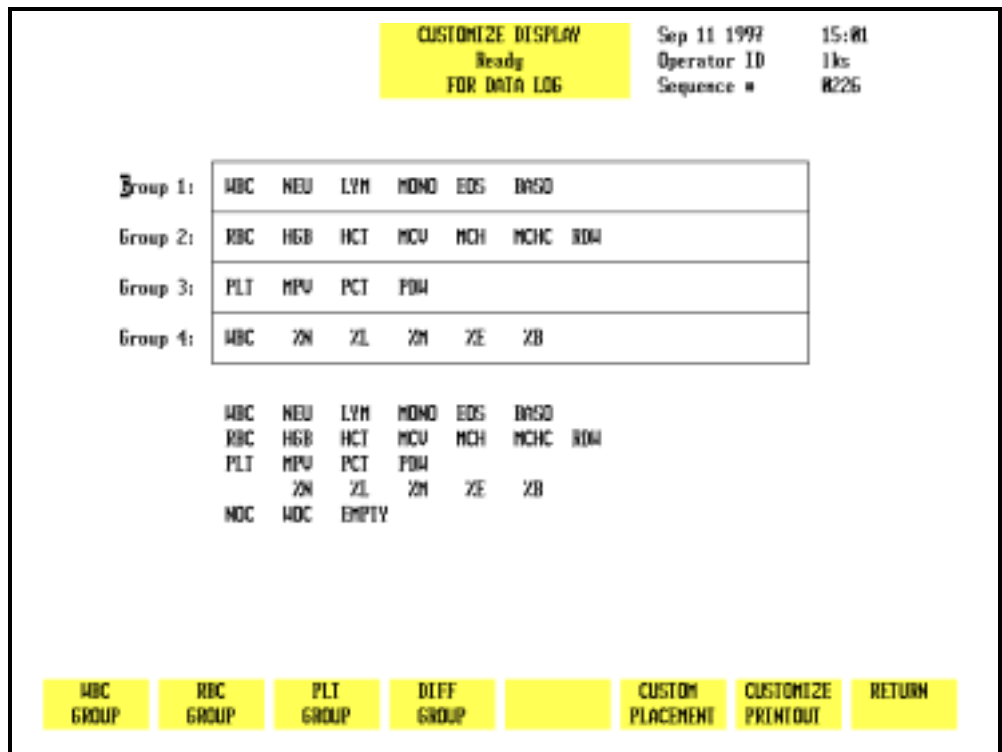 CUSTOMIZE DISPLAY
Ready
FOR DATA LOG
Sep 11 1997 15:01
Operator ID lks
Sequence # 0226
Group 1: WBC NEU LYM MONO EOS BASO
Group 2: RBC HGB HCT MCV MCH MCHC RDW
Group 3: PLT MPV PCT PDW
Group 4: WBC %N %L %M %E %B
WBC NEU LYM MONO EOS BASO
RBC HGB HCT MCV MCH MCHC RDW
PLT MPV PCT PDW
%N %L %M %E %B
NOC WOC EMPTY
WBC GROUP
RBC GROUP
PLT GROUP
DIFF GROUP
CUSTOM PLACEMENT
CUSTOMIZE PRINTOUT
RETURN